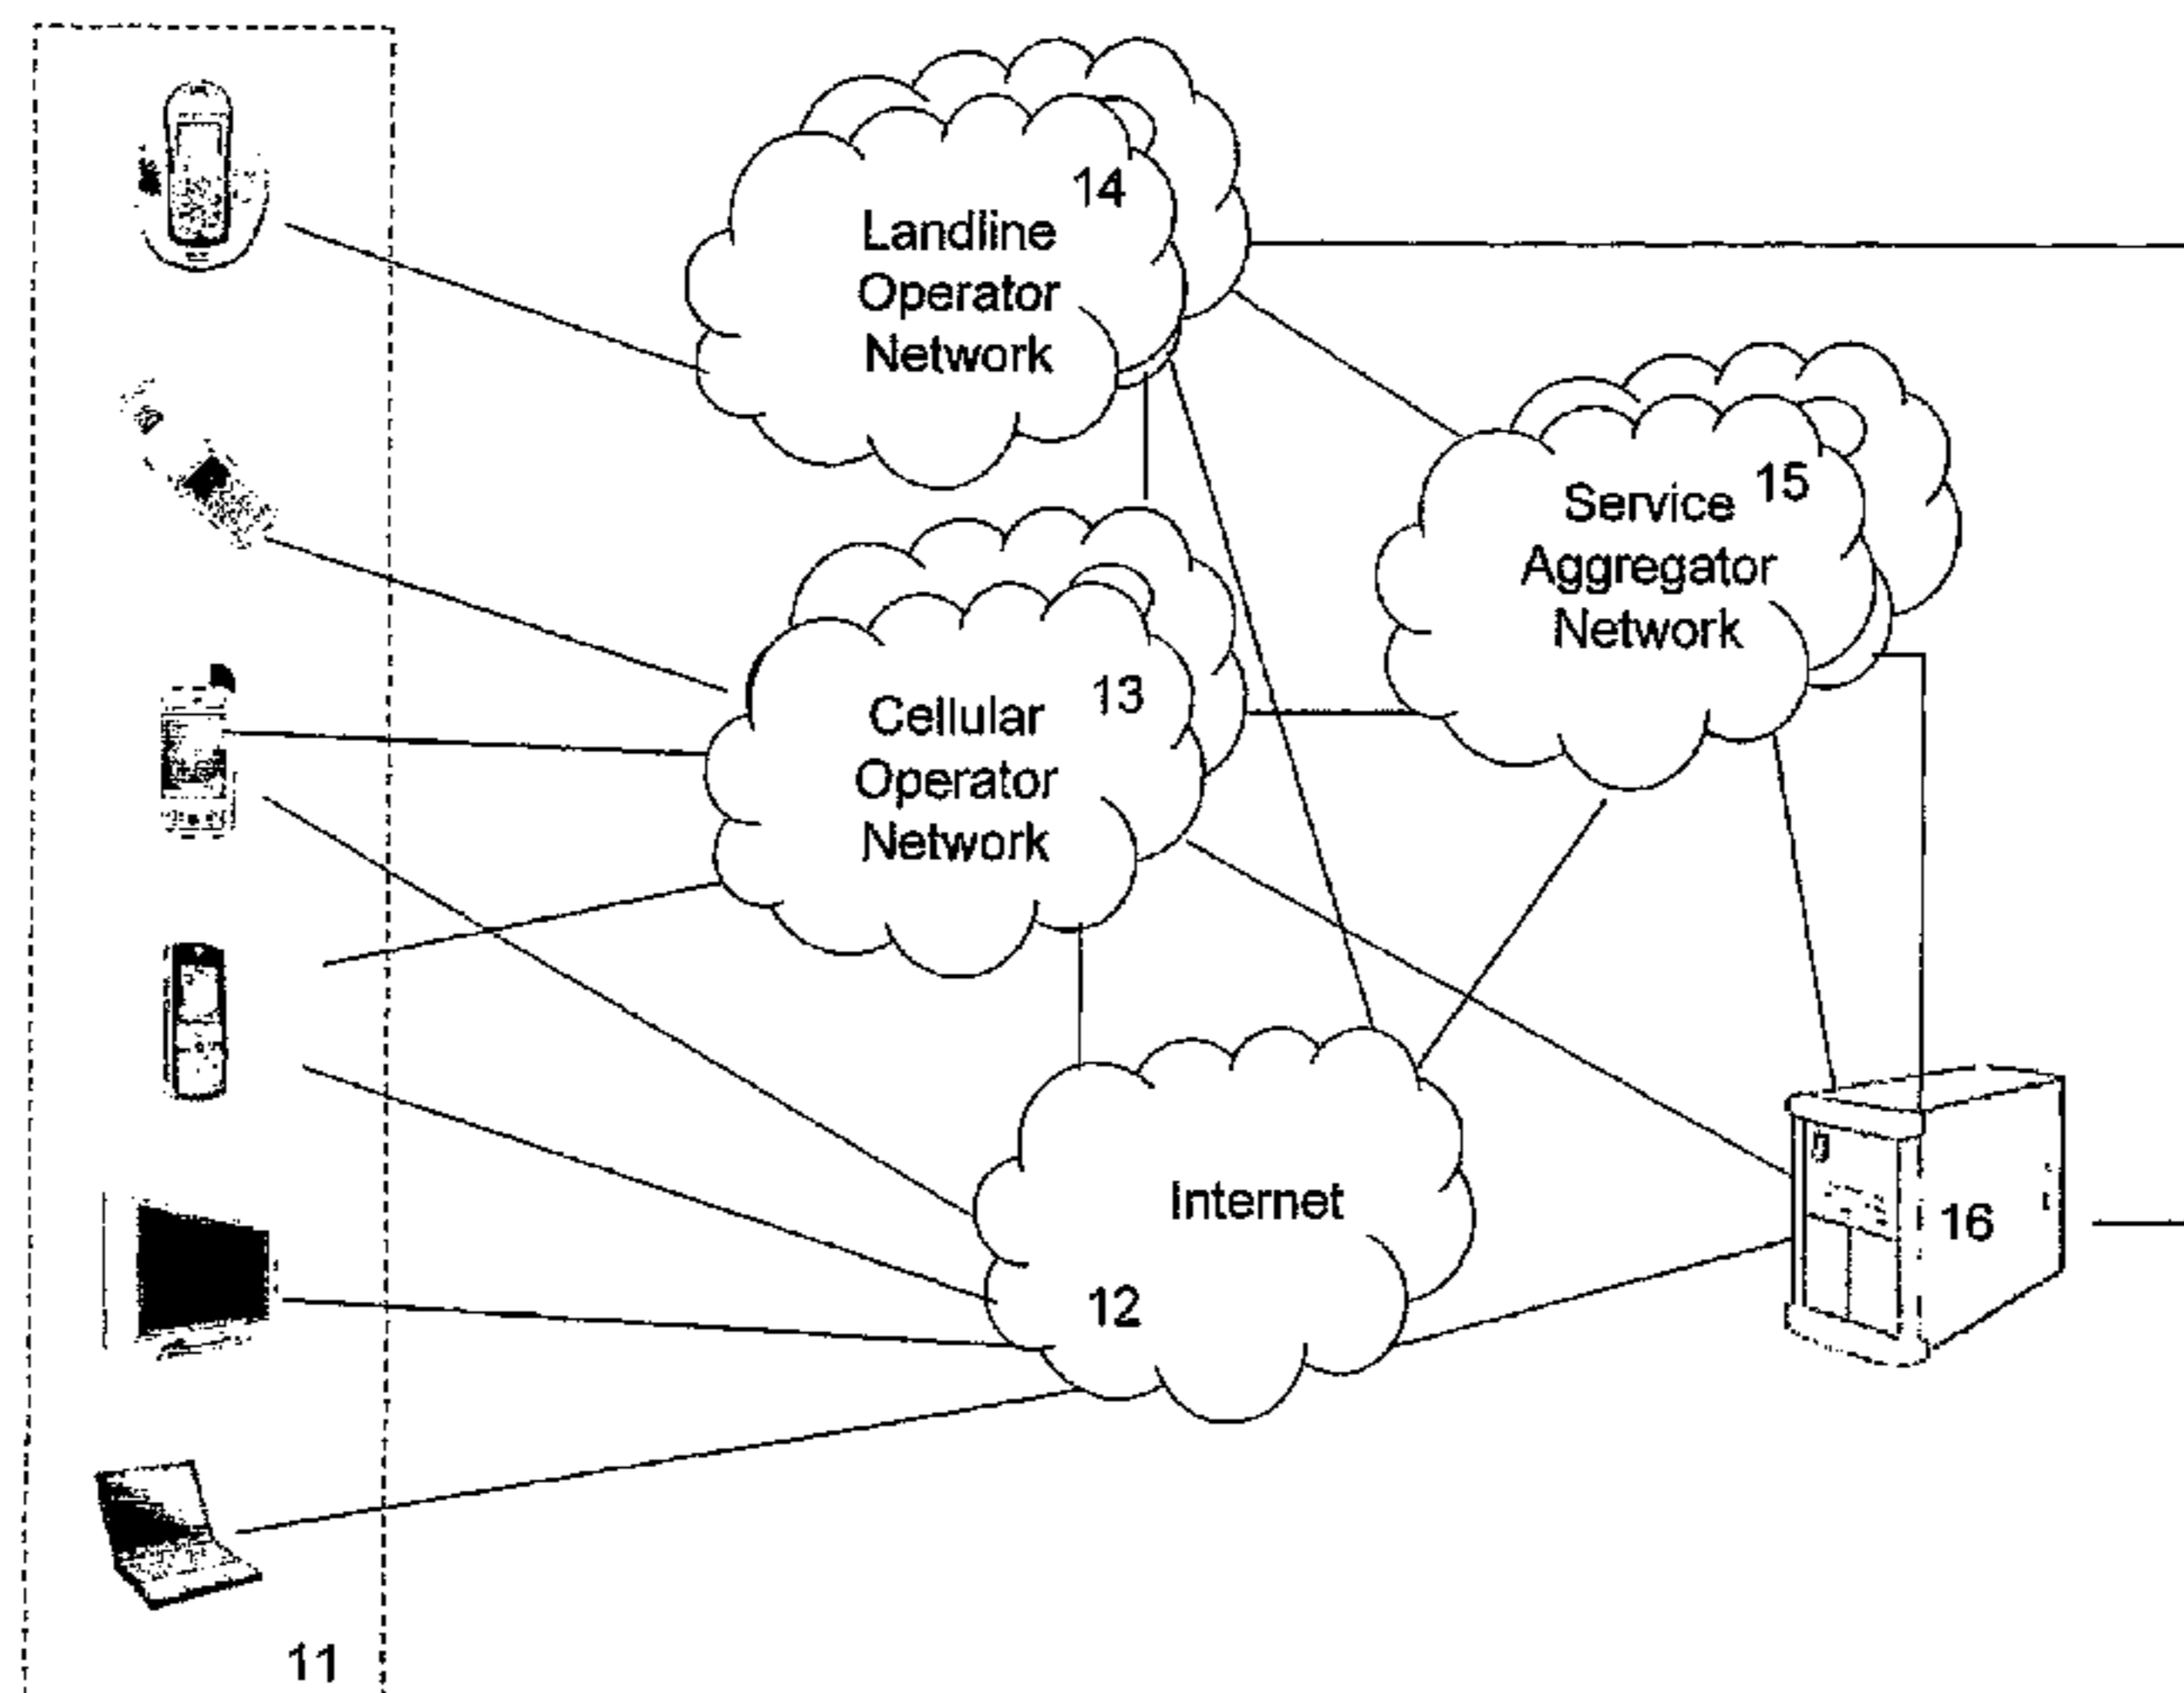 14
Landline
Operator
Network
15
Service
Aggregator
Network
13
Cellular
Operator
Network
Internet
12
16
11